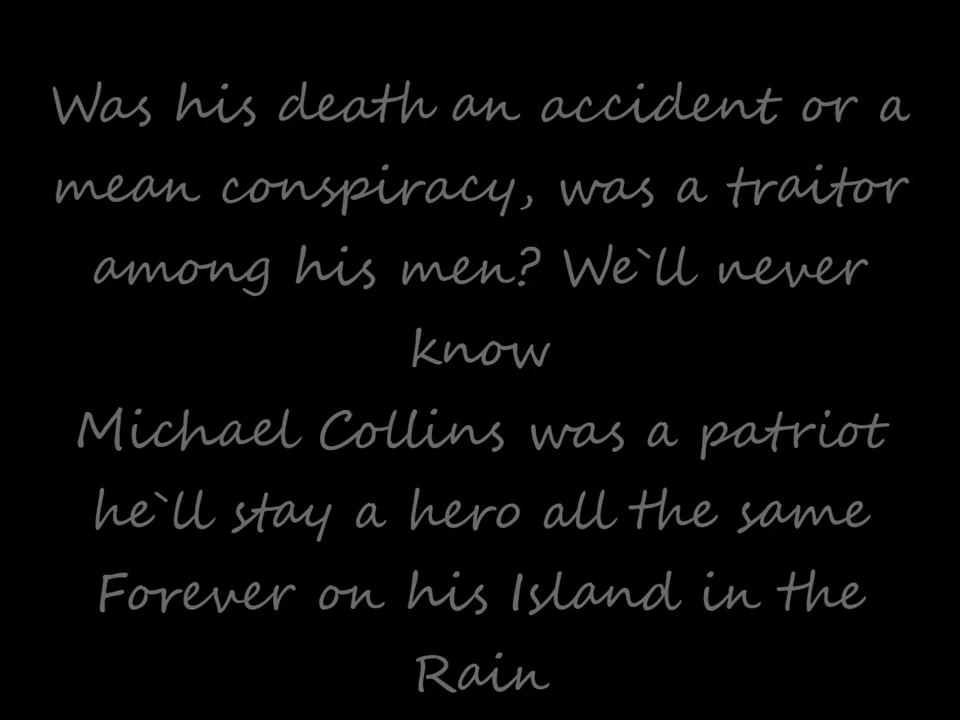 Was his death an accident or a
mean conspiracy, was a traitor
among his men? We`ll never
know
Michael Collins was a patriot
he`ll stay a hero all the same
Forever on his Island in the
Rain